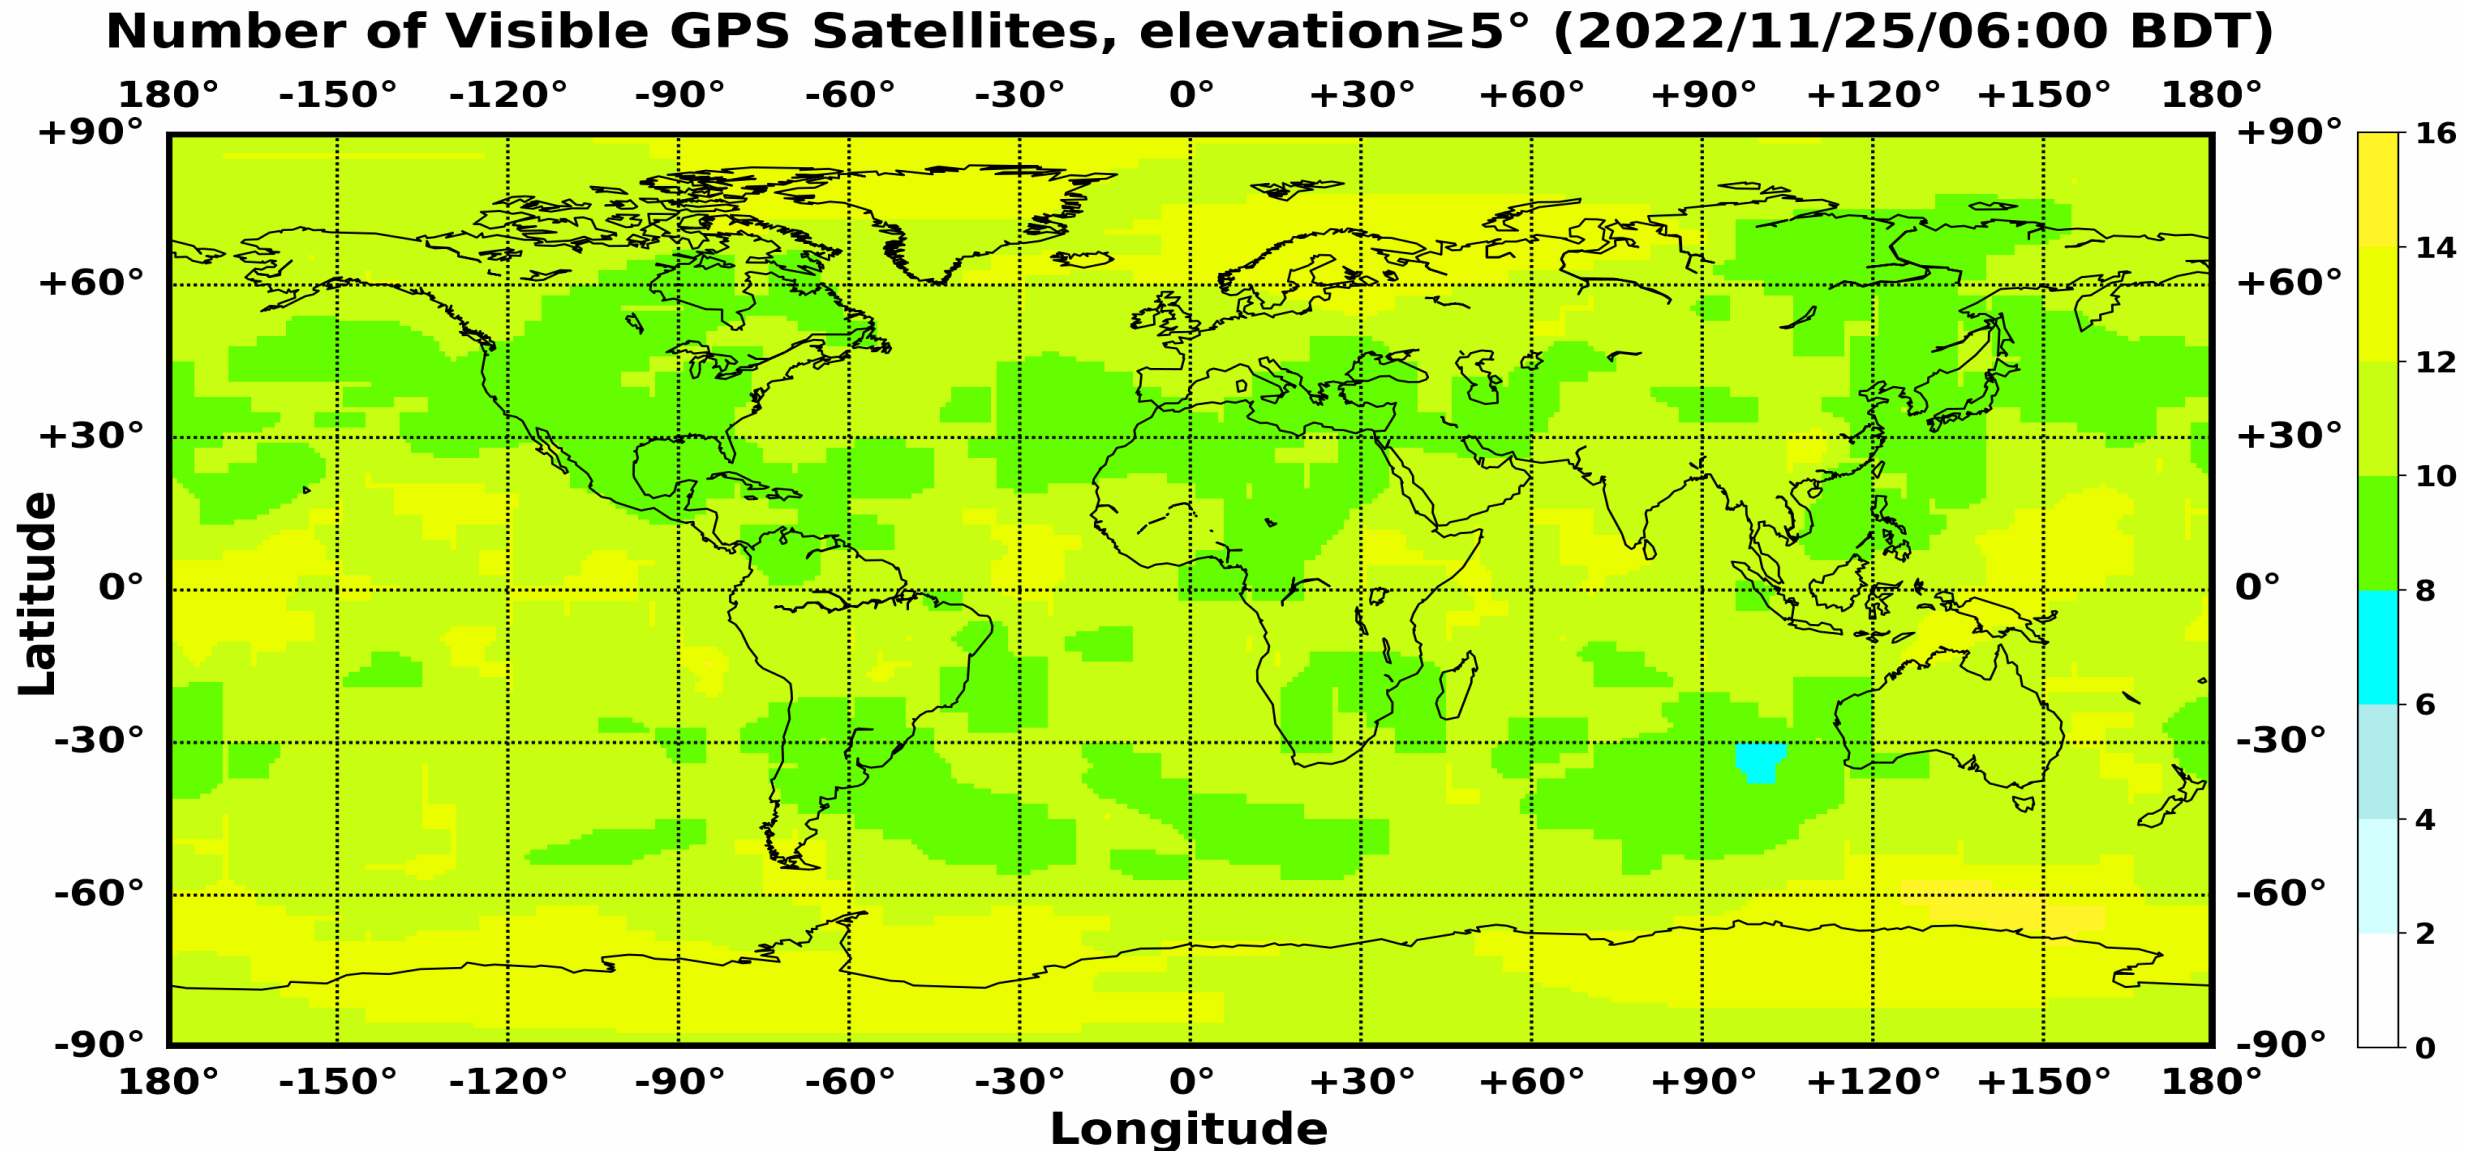 Number of Visible GPS Satellites, elevation≥5° (2022/11/25/06:00 BDT)
180° -150° -120° -90° -60° -30° 0° +30° +60° +90° +120° +150° 180°
+90° +90° 16
14
+60° +60°
12
+30° +30° 10
Latitude
0° 0° 8
6
-30° -30°
4
-60° -60°
2
-90° -90° 0
180° -150° -120° -90° -60° -30° 0° +30° +60° +90° +120° +150° 180°
Longitude